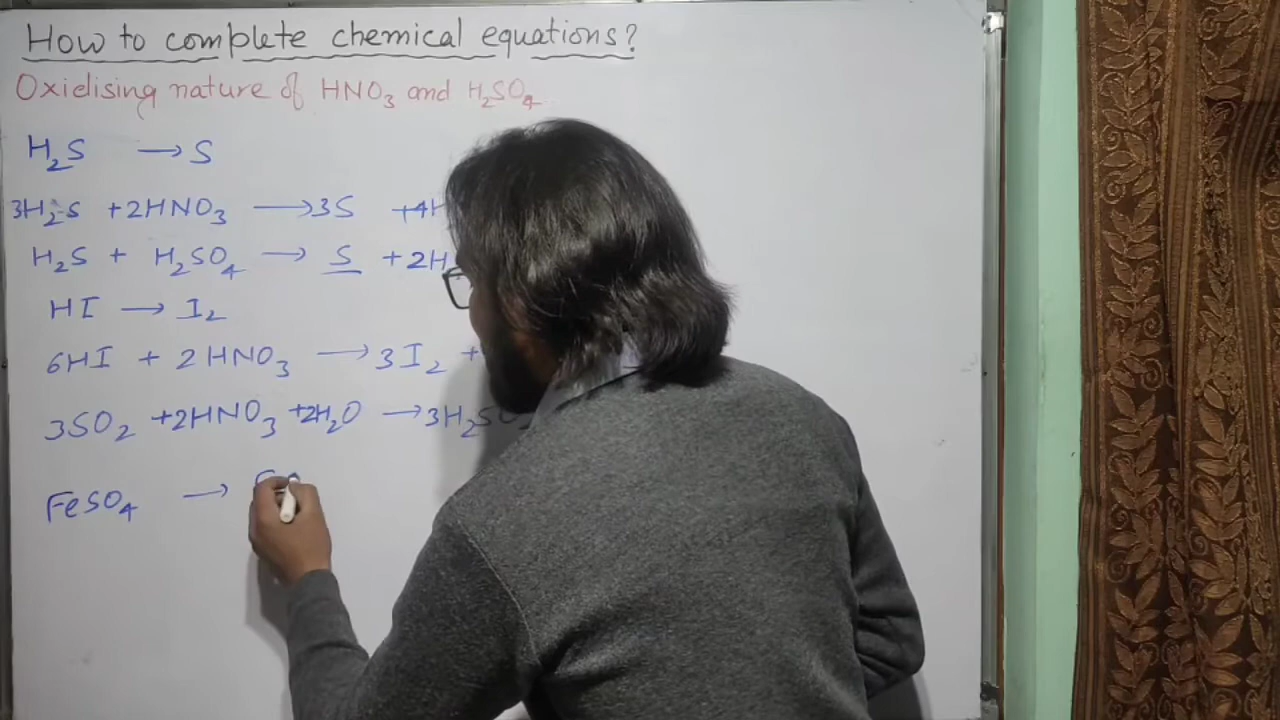 How to complete chemical equations?
Oxidising nature of HNO₃ and H₂SO₄
H₂S → S
3H₂S + 2HNO₃ → 3S + 4H
H₂S + H₂SO₄ → S + 2H
HI → I₂
6HI + 2HNO₃ → 3I₂ +
3SO₂ + 2HNO₃ + 2H₂O → 3H₂SO
FeSO₄ →